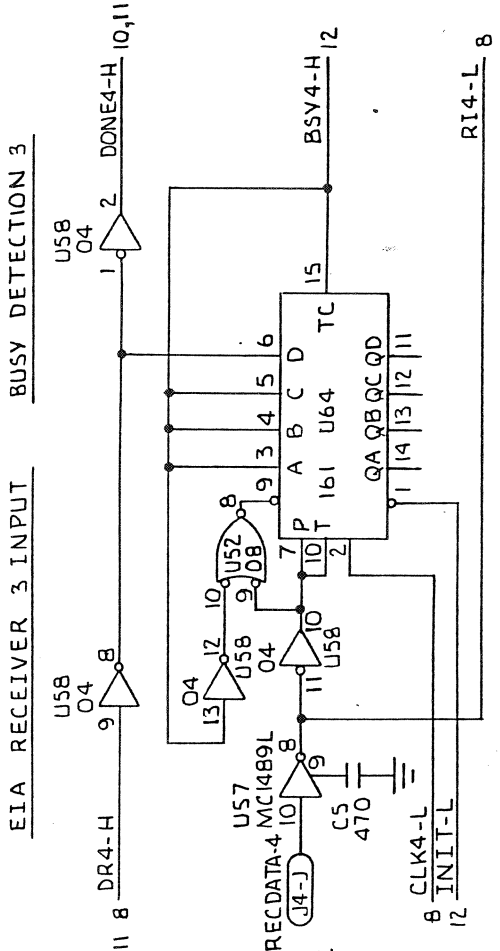 EIA RECEIVER 3 INPUT
BUSY DETECTION 3
11 8 DR4-H
U58
04
9 8
U58
04
1 2
DONE4-H 10,11
04
13 12
U58
10
9
U52
08
8
RECDATA-4
J4-J
U57
MC1489L
10 8
9
C5
470
04
11 10
U58
9 3 4 5 6
A B C D
7 P
10 T
2
161 U64
TC 15
QA QB QC QD
1 14 13 12 11
BSY4-H 12
8 CLK4-L
12 INIT-L
RI4-L 8